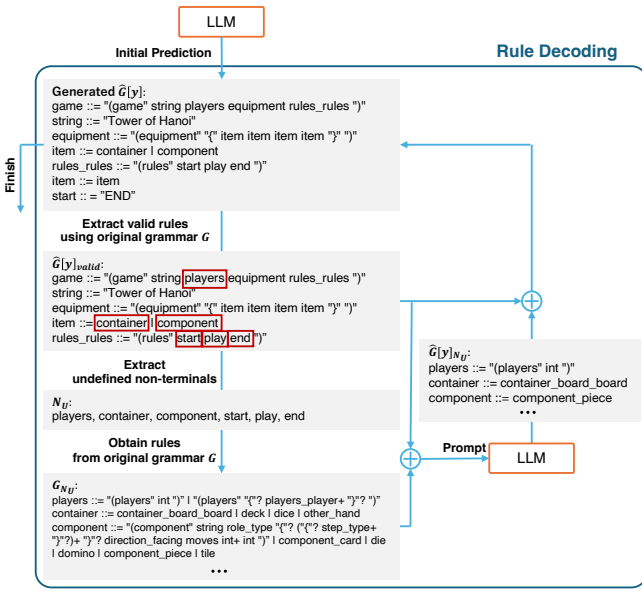 LLM
Initial Prediction
Rule Decoding
Generated Ĝ[y]:
game ::= "(game" string players equipment rules_rules ")"
string ::= "Tower of Hanoi"
equipment ::= "(equipment" "{" item item item item "}" ")"
item ::= container | component
rules_rules ::= "(rules" start play end ")"
item ::= item
start :: = "END"
Finish
Extract valid rules
using original grammar G
Ĝ[y]valid:
game ::= "(game" string players equipment rules_rules ")"
string ::= "Tower of Hanoi"
equipment ::= "(equipment" "{" item item item item "}" ")"
item ::= container | component
rules_rules ::= "(rules" start play end ")"
Extract
undefined non-terminals
N_U:
players, container, component, start, play, end
Obtain rules
from original grammar G
G_N_U:
players ::= "(players" int ")" | "(players" "{"? players_player+ "}"? ")"
container ::= container_board_board | deck | dice | other_hand
component ::= "(component" string role_type "{"? ("{"? step_type+
"}"?)+ "}"? direction_facing moves int+ int ")" | component_card | die
| domino | component_piece | tile
•••
Prompt
LLM
Ĝ[y]N_U:
players ::= "(players" int ")"
container ::= container_board_board
component ::= component_piece
•••